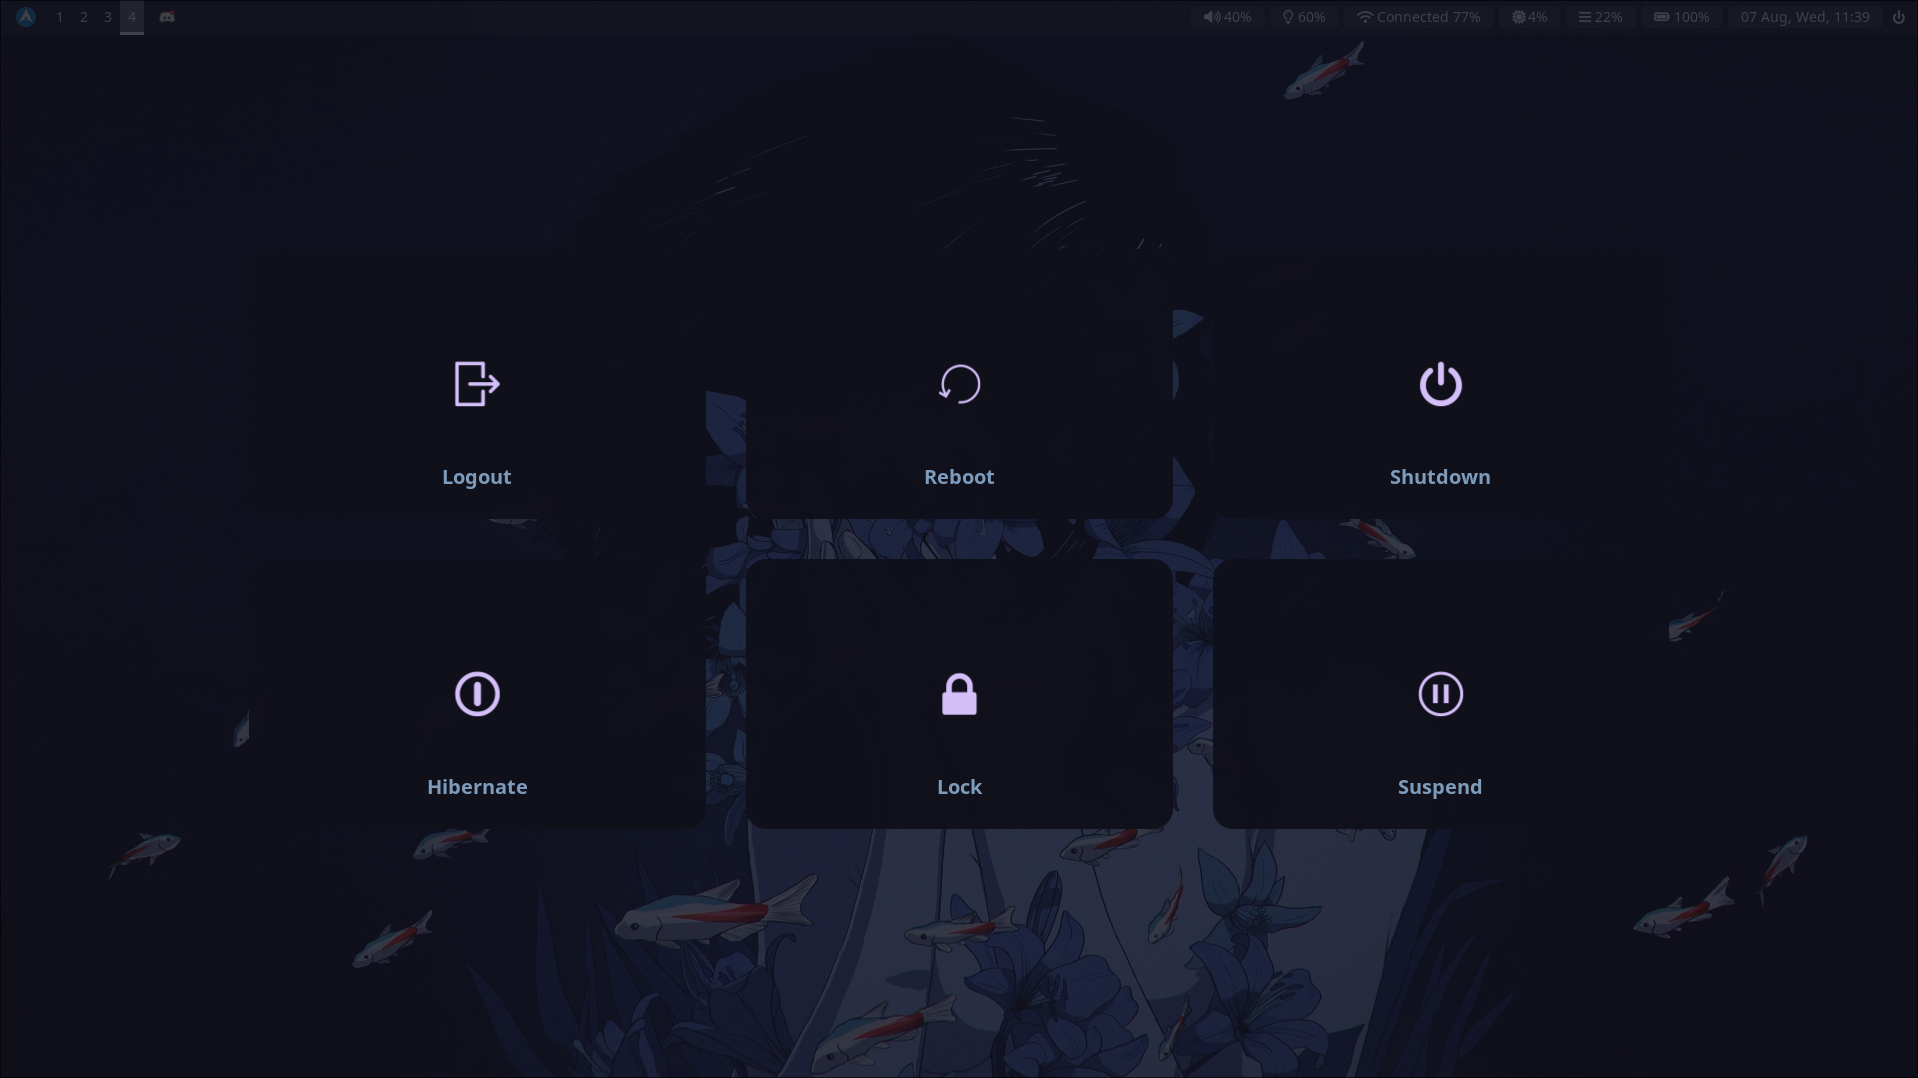 1 2 3 4 40% 60% Connected 77% 4% 22% 100% 07 Aug, Wed, 11:39
Logout Reboot Shutdown
Hibernate Lock Suspend